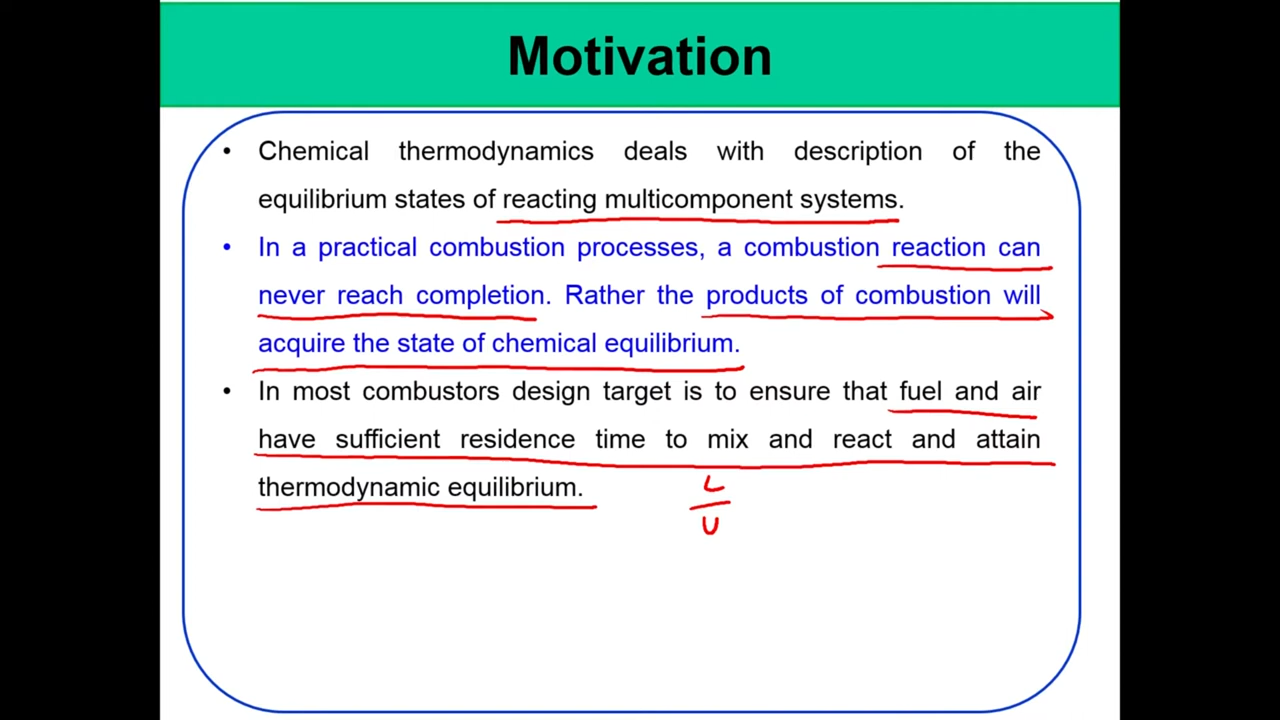 Motivation
• Chemical thermodynamics deals with description of the
equilibrium states of reacting multicomponent systems.
• In a practical combustion processes, a combustion reaction can
never reach completion. Rather the products of combustion will
acquire the state of chemical equilibrium.
• In most combustors design target is to ensure that fuel and air
have sufficient residence time to mix and react and attain
thermodynamic equilibrium.
L
U